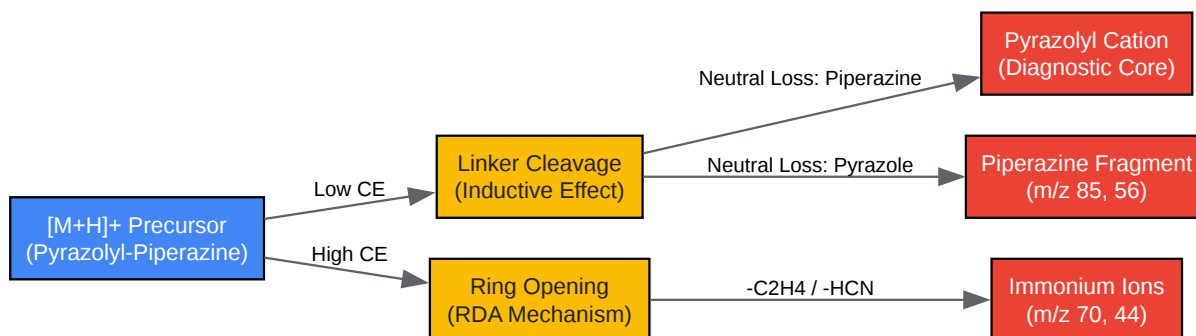 [M+H]+ Precursor
(Pyrazolyl-Piperazine)
Low CE
High CE
Linker Cleavage
(Inductive Effect)
Ring Opening
(RDA Mechanism)
Neutral Loss: Piperazine
Neutral Loss: Pyrazole
-C2H4 / -HCN
Pyrazolyl Cation
(Diagnostic Core)
Piperazine Fragment
(m/z 85, 56)
Immonium Ions
(m/z 70, 44)